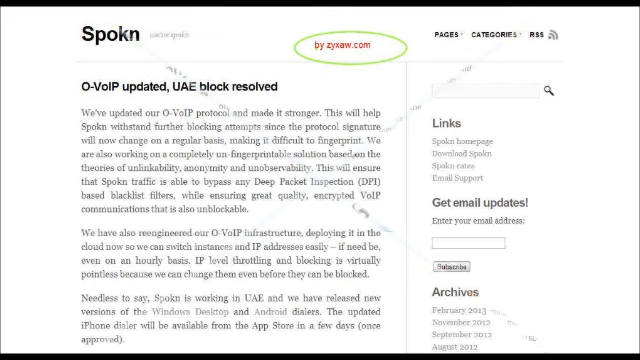 Spokn
we've spokn
by zyxaw.com
PAGES
CATEGORIES
RSS
O-VoIP updated, UAE block resolved
We've updated our O-VoIP protocol and made it stronger. This will help
Spokn withstand further blocking attempts since the protocol signature
will now change on a regular basis, making it difficult to fingerprint. We
are also working on a completely un-fingerprintable solution based on the
theories of unlinkability, anonymity and unobservability. This will ensure
that Spokn traffic is able to bypass any Deep Packet Inspection (DPI)
based blacklist filters, while ensuring great quality, encrypted VoIP
communications that is also unblockable.
We have also reengineered our O-VoIP infrastructure, deploying it in the
cloud now so we can switch instances and IP addresses easily – if need be,
even on an hourly basis. IP level throttling and blocking is virtually
pointless because we can change them even before they can be blocked.
Needless to say, Spokn is working in UAE and we have released new
versions of the Windows Desktop and Android dialers. The updated
iPhone dialer will be available from the App Store in a few days (once
approved).
Links
Spokn homepage
Download Spokn
Spokn rates
Email Support
Get email updates!
Enter your email address:
Subscribe
Archives
February 2013
November 2012
September
August 2012